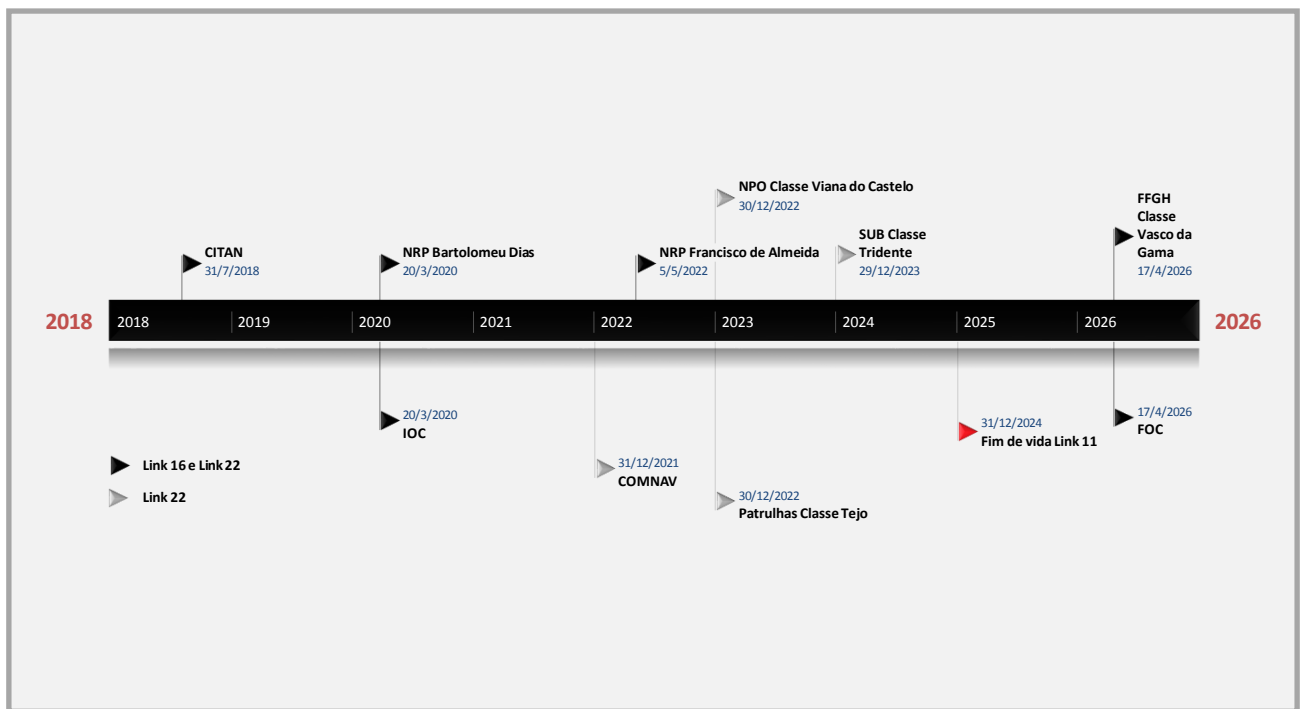 NPO Classe Viana do Castelo
30/12/2022
FFGH
Classe
Vasco da
Gama
17/4/2026
SUB Classe
Tridente
29/12/2023
CITAN
31/7/2018
NRP Bartolomeu Dias
20/3/2020
NRP Francisco de Almeida
5/5/2022
2018
2018
2019
2020
2021
2022
2023
2024
2025
2026
2026
20/3/2020
IOC
31/12/2021
COMNAV
30/12/2022
Patrulhas Classe Tejo
31/12/2024
Fim de vida Link 11
17/4/2026
FOC
Link 16 e Link 22
Link 22